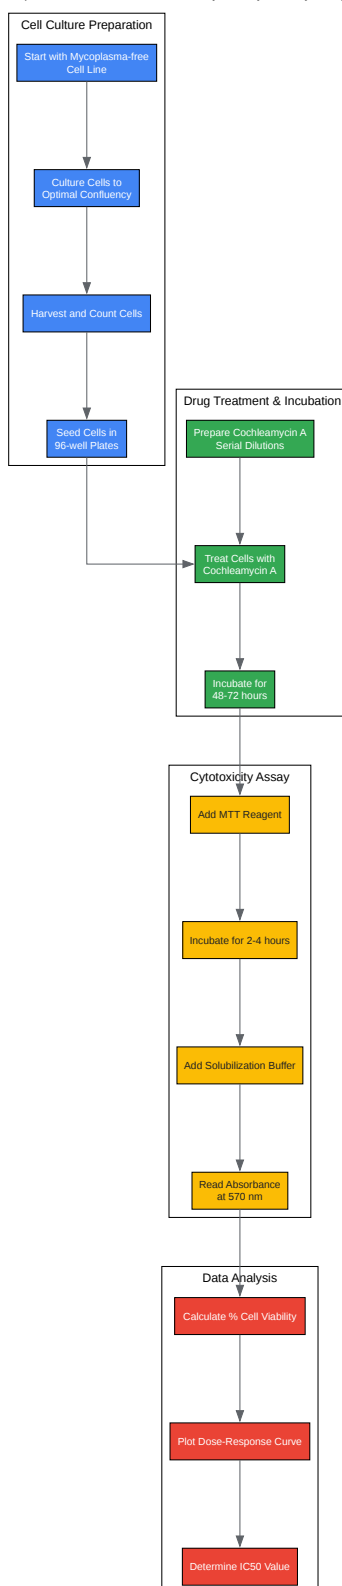 Cell Culture Preparation
Start with Mycoplasma-free
Cell Line
Culture Cells to
Optimal Confluency
Harvest and Count Cells
Seed Cells in
96-well Plates
Drug Treatment & Incubation
Prepare Cochleamycin A
Serial Dilutions
Treat Cells with
Cochleamycin A
Incubate for
48-72 hours
Cytotoxicity Assay
Add MTT Reagent
Incubate for 2-4 hours
Add Solubilization Buffer
Read Absorbance
at 570 nm
Data Analysis
Calculate % Cell Viability
Plot Dose-Response Curve
Determine IC50 Value